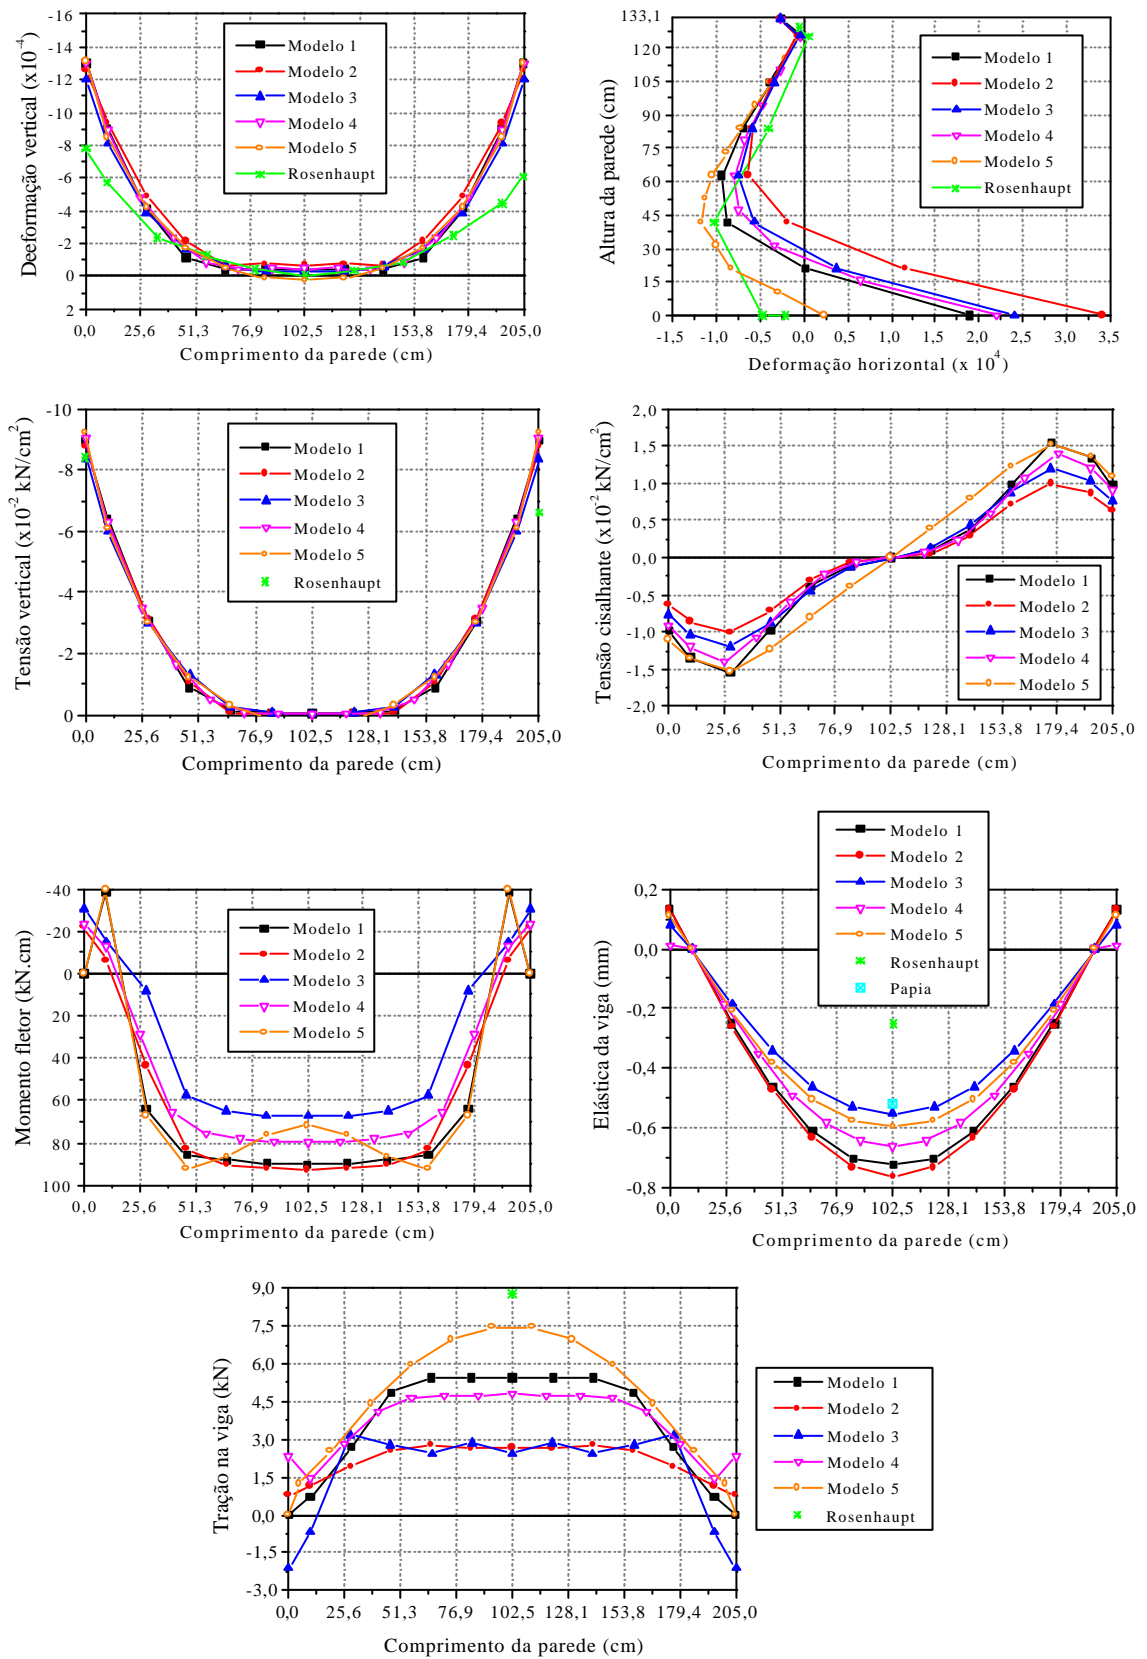 Deeformação vertical (x10⁻⁴)
-16
-14
-12
-10
-8
-6
-4
-2
0
2
Modelo 1
Modelo 2
Modelo 3
Modelo 4
Modelo 5
Rosenhaupt
0,0 25,6 51,3 76,9 102,5 128,1 153,8 179,4 205,0
Comprimento da parede (cm)
Altura da parede (cm)
133,1
120
105
90
75
60
45
30
15
0
Modelo 1
Modelo 2
Modelo 3
Modelo 4
Modelo 5
Rosenhaupt
-1,5 -1,0 -0,5 0,0 0,5 1,0 1,5 2,0 2,5 3,0 3,5
Deformação horizontal (x 10⁴)
Tensão vertical (x10⁻² kN/cm²)
-10
-8
-6
-4
-2
0
Modelo 1
Modelo 2
Modelo 3
Modelo 4
Modelo 5
Rosenhaupt
0,0 25,6 51,3 76,9 102,5 128,1 153,8 179,4 205,0
Comprimento da parede (cm)
Tensão cisalhante (x10⁻² kN/cm²)
2,0
1,5
1,0
0,5
0,0
-0,5
-1,0
-1,5
-2,0
Modelo 1
Modelo 2
Modelo 3
Modelo 4
Modelo 5
0,0 25,6 51,3 76,9 102,5 128,1 153,8 179,4 205,0
Comprimento da parede (cm)
Momento fletor (kN.cm)
-40
-20
0
20
40
60
80
100
Modelo 1
Modelo 2
Modelo 3
Modelo 4
Modelo 5
0,0 25,6 51,3 76,9 102,5 128,1 153,8 179,4 205,0
Comprimento da parede (cm)
Elástica da viga (mm)
0,2
0,0
-0,2
-0,4
-0,6
-0,8
Modelo 1
Modelo 2
Modelo 3
Modelo 4
Modelo 5
Rosenhaupt
Papia
0,0 25,6 51,3 76,9 102,5 128,1 153,8 179,4 205,0
Comprimento da parede (cm)
Tração na viga (kN)
9,0
7,5
6,0
4,5
3,0
1,5
0,0
-1,5
-3,0
Modelo 1
Modelo 2
Modelo 3
Modelo 4
Modelo 5
Rosenhaupt
0,0 25,6 51,3 76,9 102,5 128,1 153,8 179,4 205,0
Comprimento da parede (cm)